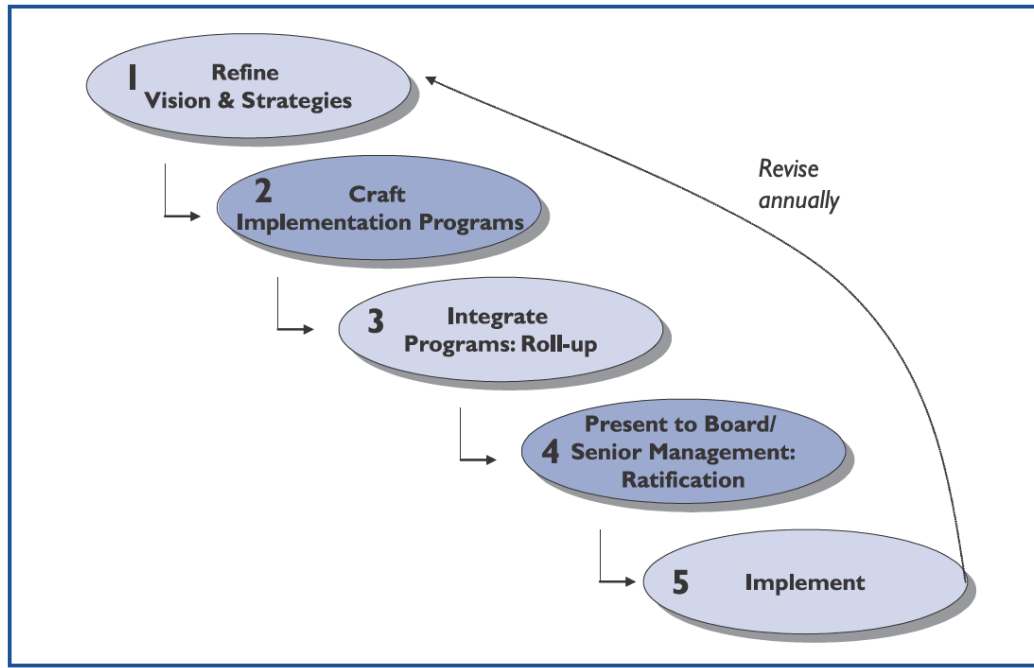 1
Refine
Vision & Strategies
2
Craft
Implementation Programs
3
Integrate
Programs: Roll-up
4
Present to Board/
Senior Management:
Ratification
5
Implement
Revise
annually